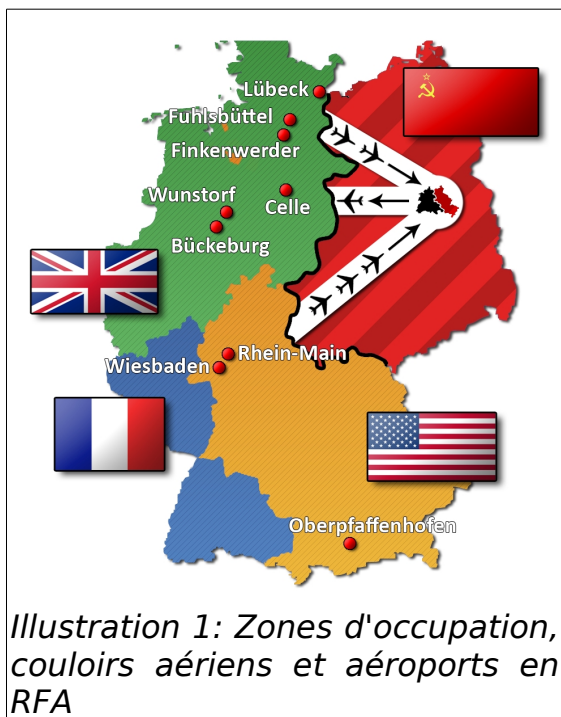 Lübeck
Fuhlsbüttel
Finkenwerder
Wunstorf
Celle
Bückeburg
Rhein-Main
Wiesbaden
Oberpfaffenhofen
Illustration 1: Zones d'occupation,
couloirs aériens et aéroports en
RFA